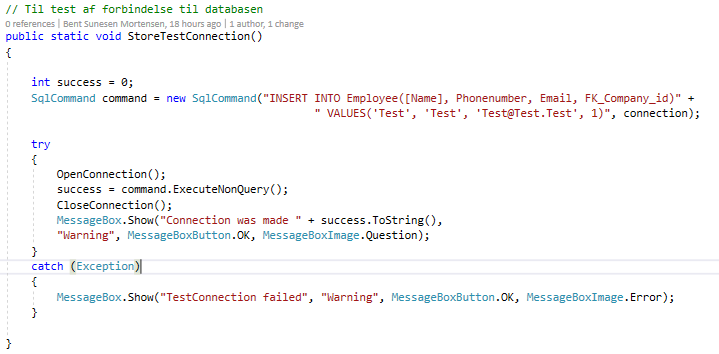 // Til test af forbindelse til databasen
0 references | Bent Sunesen Mortensen, 18 hours ago | 1 author, 1 change
public static void StoreTestConnection()
{
int success = 0;
SqlCommand command = new SqlCommand("INSERT INTO Employee([Name], Phonenumber, Email, FK_Company_id)" +
" VALUES('Test', 'Test', 'Test@Test.Test', 1)", connection);
try
{
OpenConnection();
success = command.ExecuteNonQuery();
CloseConnection();
MessageBox.Show("Connection was made " + success.ToString(),
"Warning", MessageBoxButton.OK, MessageBoxImage.Question);
}
catch (Exception)
{
MessageBox.Show("TestConnection failed", "Warning", MessageBoxButton.OK, MessageBoxImage.Error);
}
}